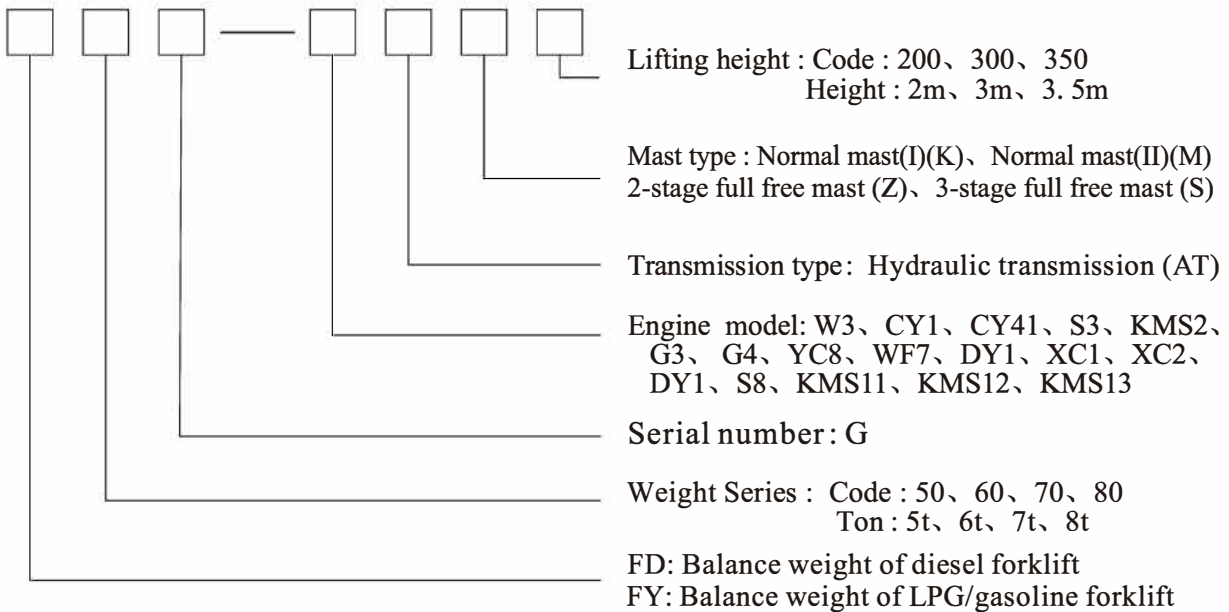 Lifting height : Code : 200、300、350
Height : 2m、3m、3. 5m
Mast type : Normal mast(I)(K)、Normal mast(II)(M)
2-stage full free mast (Z)、3-stage full free mast (S)
Transmission type: Hydraulic transmission (AT)
Engine model: W3、CY1、CY41、S3、KMS2、
G3、G4、YC8、WF7、DY1、XC1、XC2、
DY1、S8、KMS11、KMS12、KMS13
Serial number : G
Weight Series : Code : 50、60、70、80
Ton : 5t、6t、7t、8t
FD: Balance weight of diesel forklift
FY: Balance weight of LPG/gasoline forklift